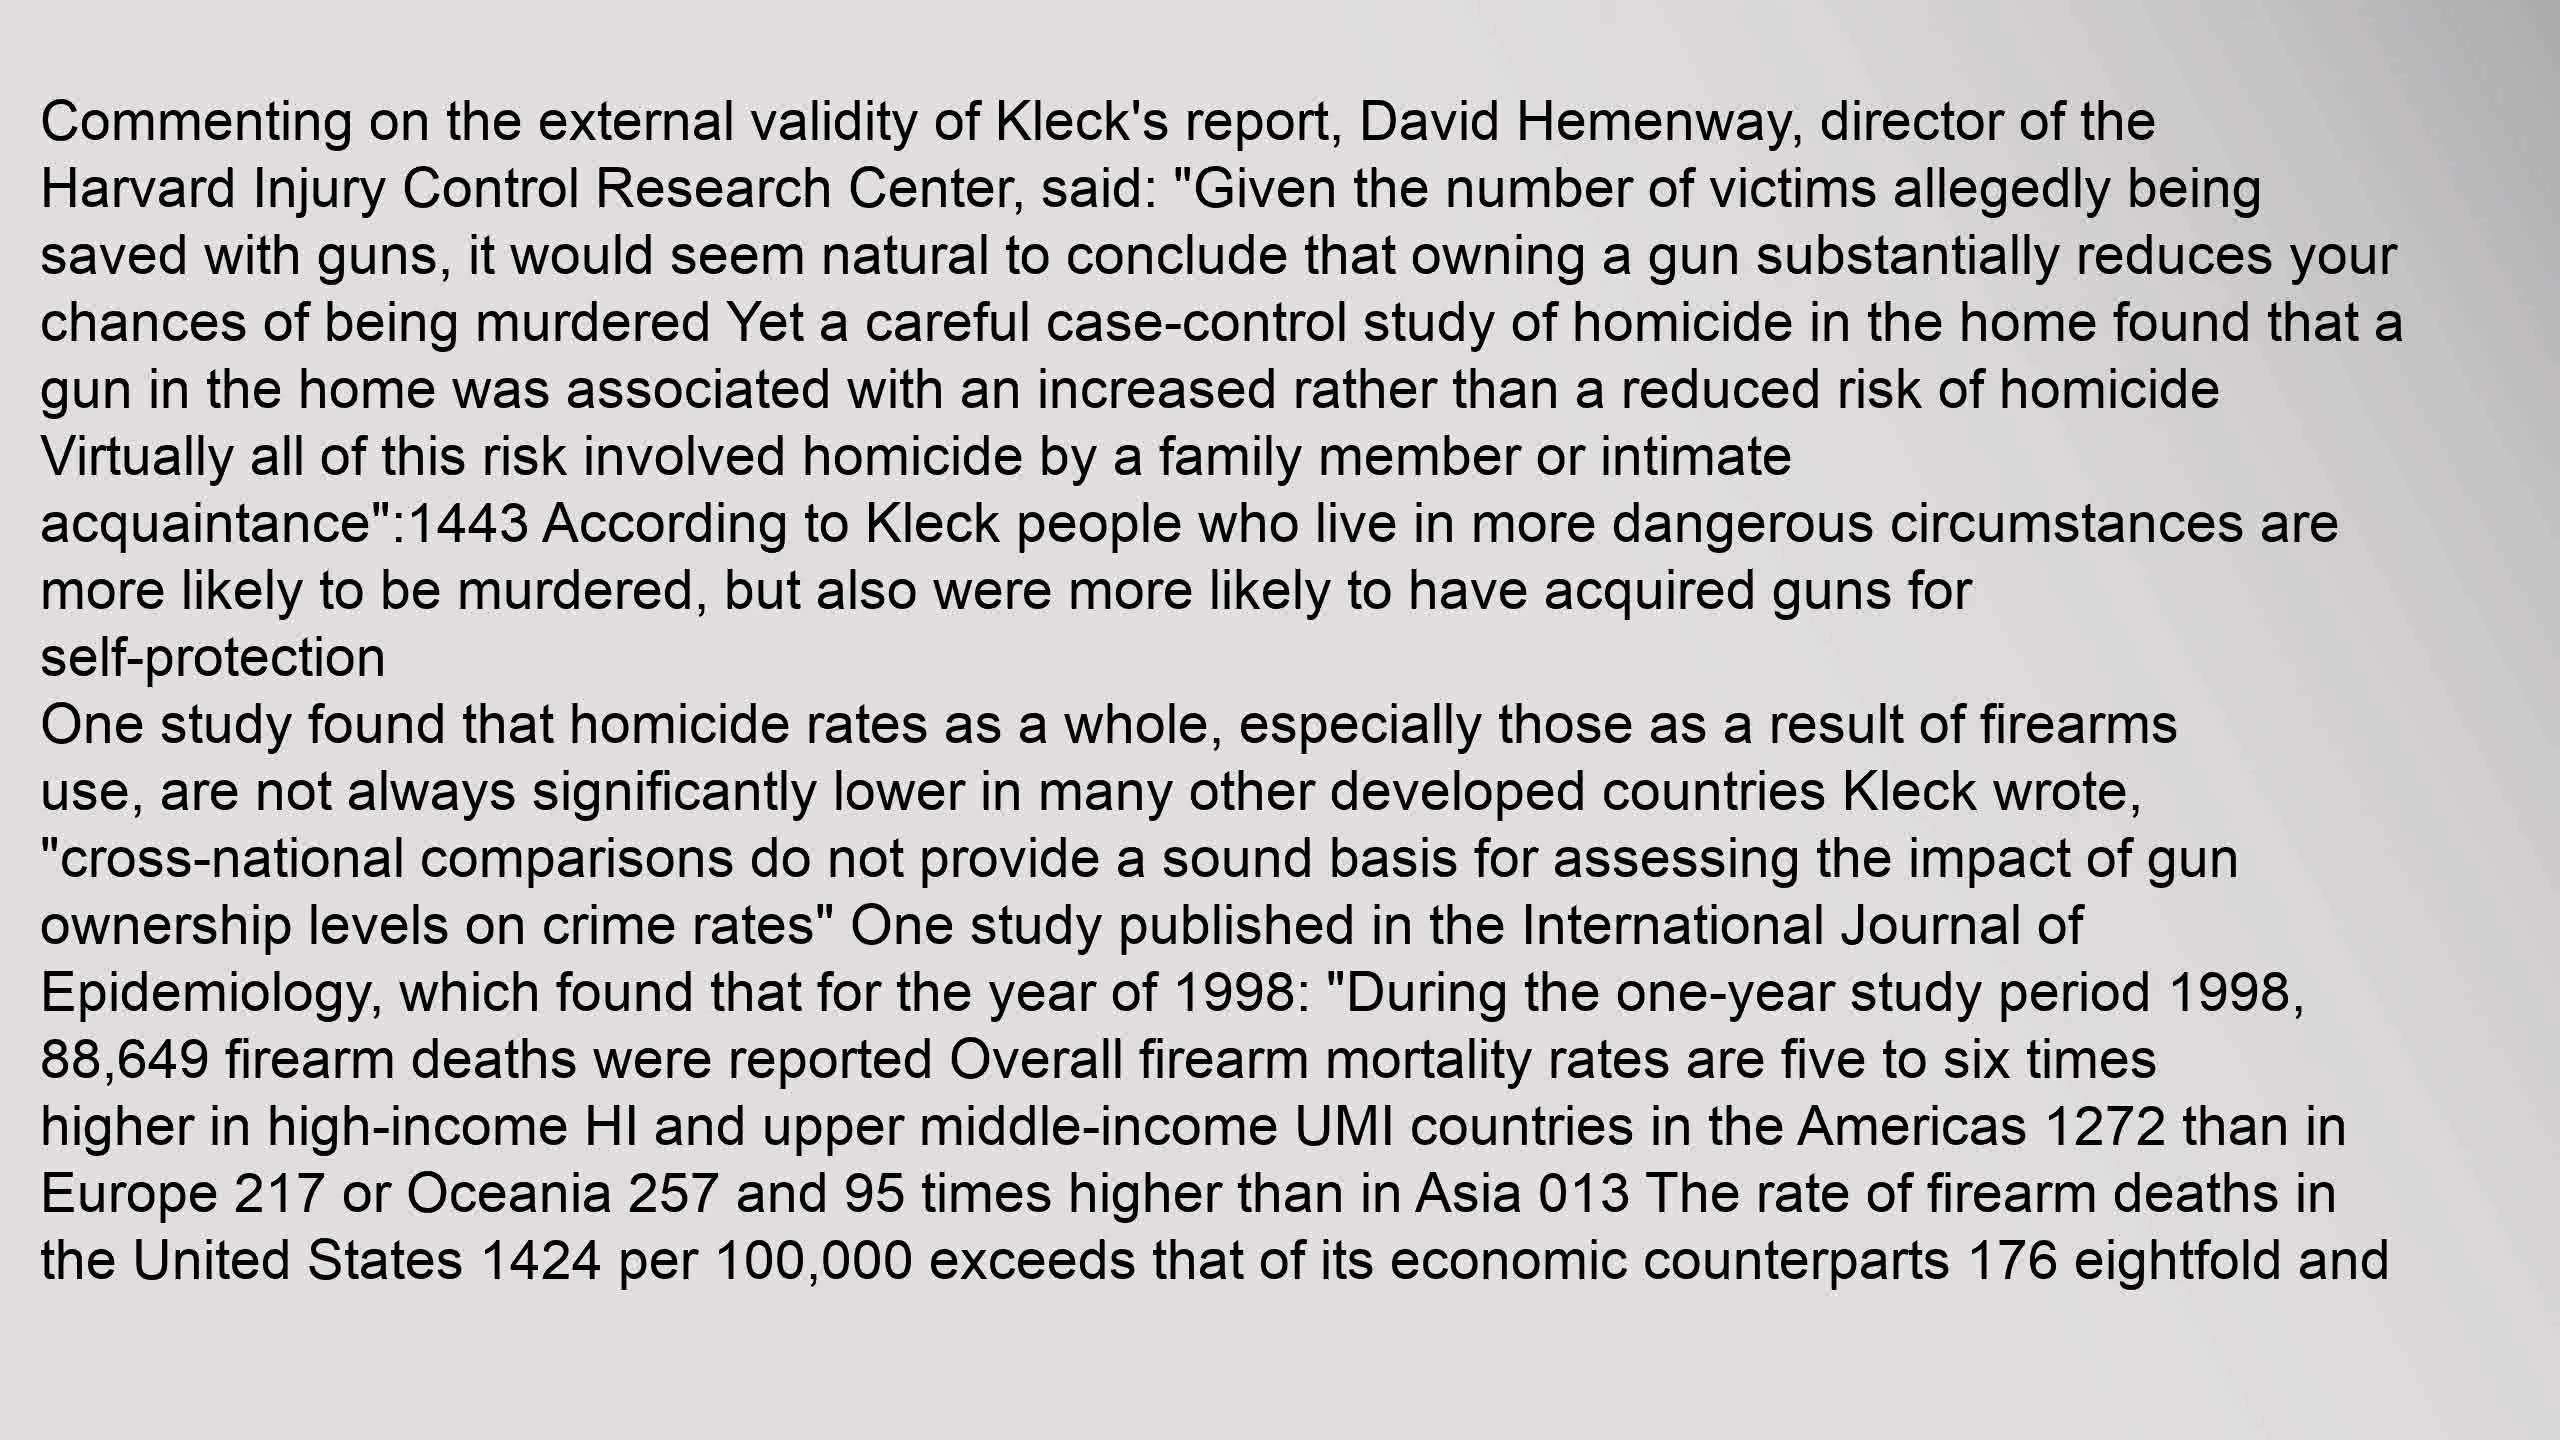 Commenting on the external validity of Kleck's report, David Hemenway, director of the
Harvard Injury Control Research Center, said: "Given the number of victims allegedly being
saved with guns, it would seem natural to conclude that owning a gun substantially reduces your
chances of being murdered Yet a careful case-control study of homicide in the home found that a
gun in the home was associated with an increased rather than a reduced risk of homicide
Virtually all of this risk involved homicide by a family member or intimate
acquaintance":1443 According to Kleck people who live in more dangerous circumstances are
more likely to be murdered, but also were more likely to have acquired guns for
self-protection
One study found that homicide rates as a whole, especially those as a result of firearms
use, are not always significantly lower in many other developed countries Kleck wrote,
"cross-national comparisons do not provide a sound basis for assessing the impact of gun
ownership levels on crime rates" One study published in the International Journal of
Epidemiology, which found that for the year of 1998: "During the one-year study period 1998,
88,649 firearm deaths were reported Overall firearm mortality rates are five to six times
higher in high-income HI and upper middle-income UMI countries in the Americas 1272 than in
Europe 217 or Oceania 257 and 95 times higher than in Asia 013 The rate of firearm deaths in
the United States 1424 per 100,000 exceeds that of its economic counterparts 176 eightfold and